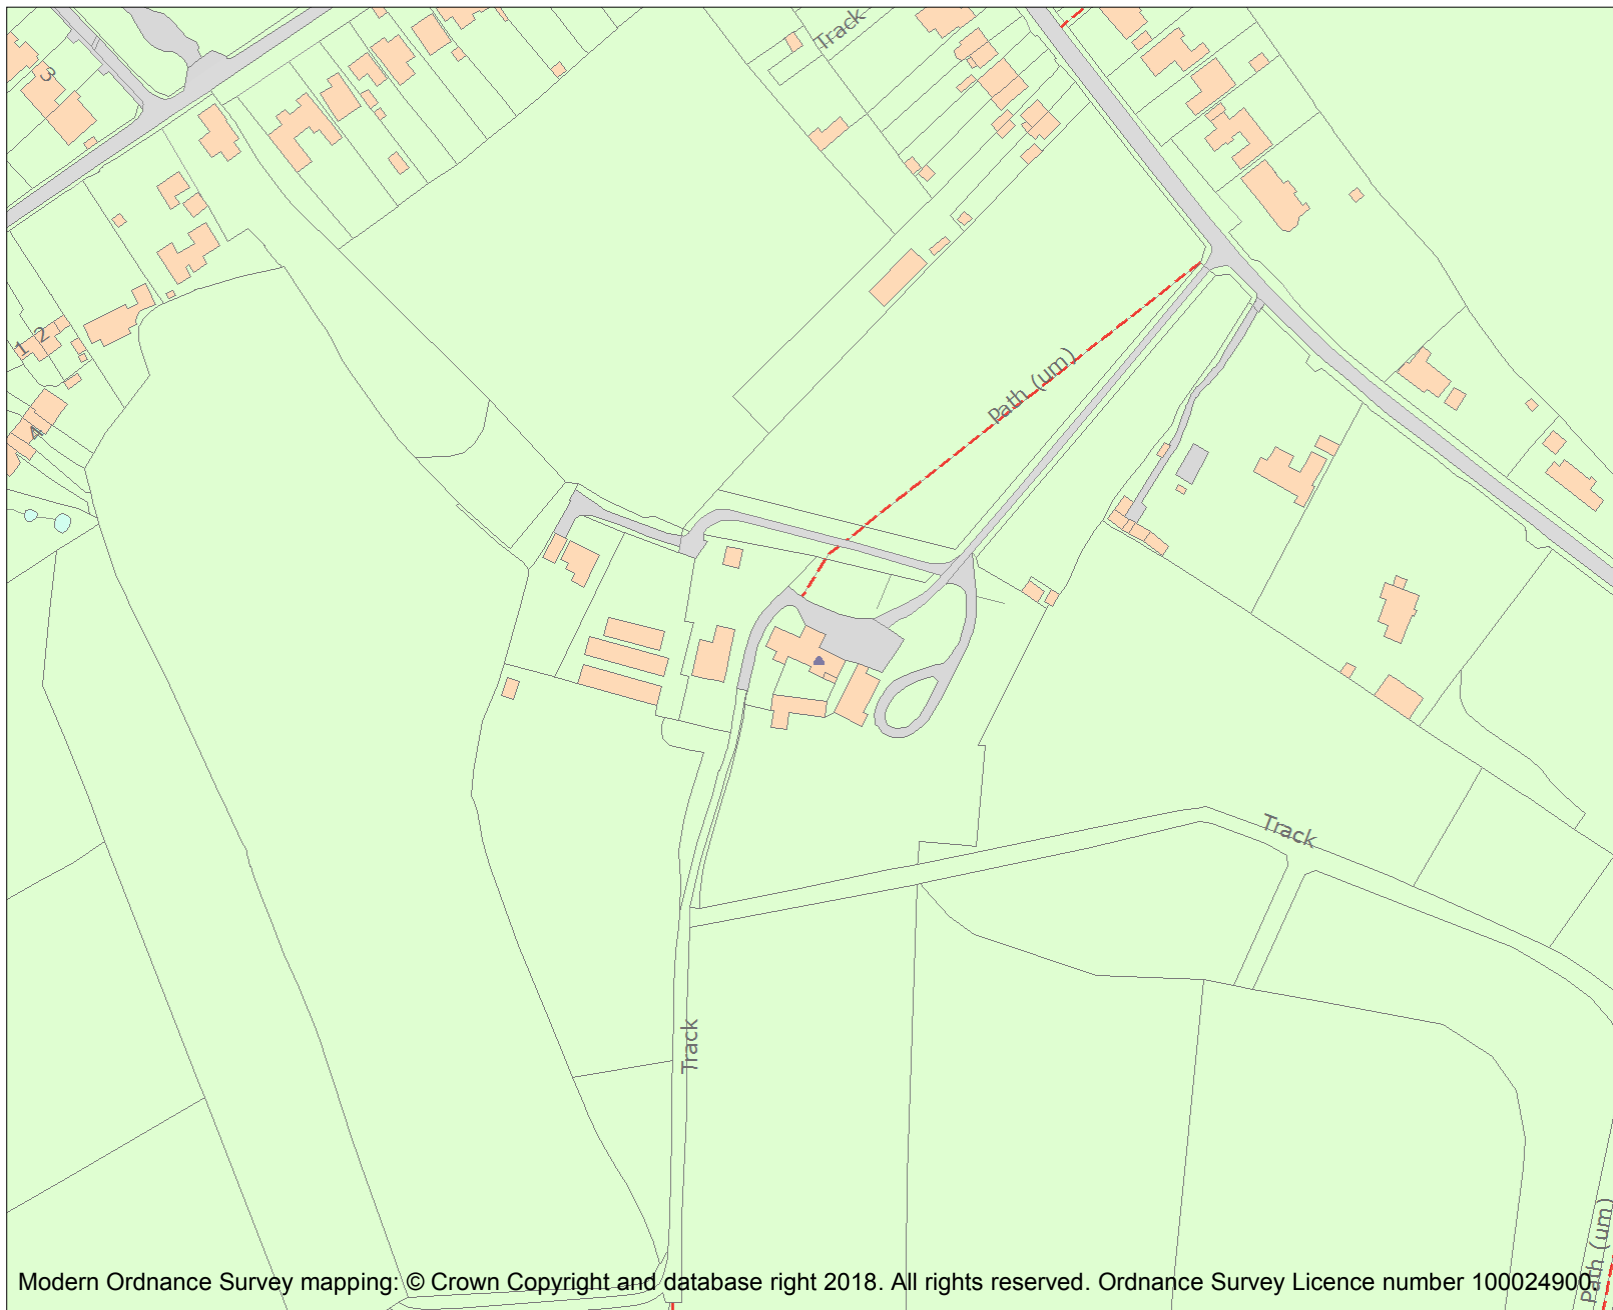 Track
3
Path (um)
1
2
4
Track
Track
Path (um)
Modern Ordnance Survey mapping: © Crown Copyright and database right 2018. All rights reserved. Ordnance Survey Licence number 100024900